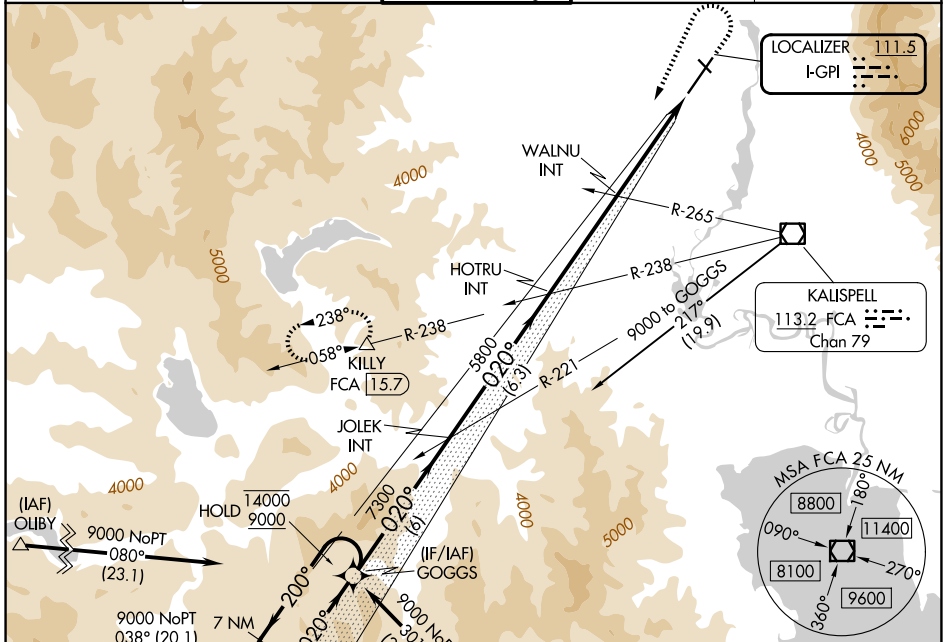 LOCALIZER 111.5
I-GPI
6000
4000
5000
WALNU
INT
4000
R-265
5000
HOTRU
INT
R-238
9000 to GOGGS
217°
(19.9)
KALISPELL
113.2 FCA
Chan 79
238°
R-238
058°
KILLY
FCA 15.7
5800
020°
(6.3)
R-221
JOLEK
INT
MSA FCA 25 NM
4000
4000
HOLD 14000
9000
7300
020°
(6)
4000
5000
8800
180°
090°
11400
8100
270°
360°
9600
(IAF)
OLIBY
9000 NoPT
080°
(23.1)
(IF/IAF)
GOGGS
200°
020°
7 NM
9000 NoPT
038° (20.1)
9000